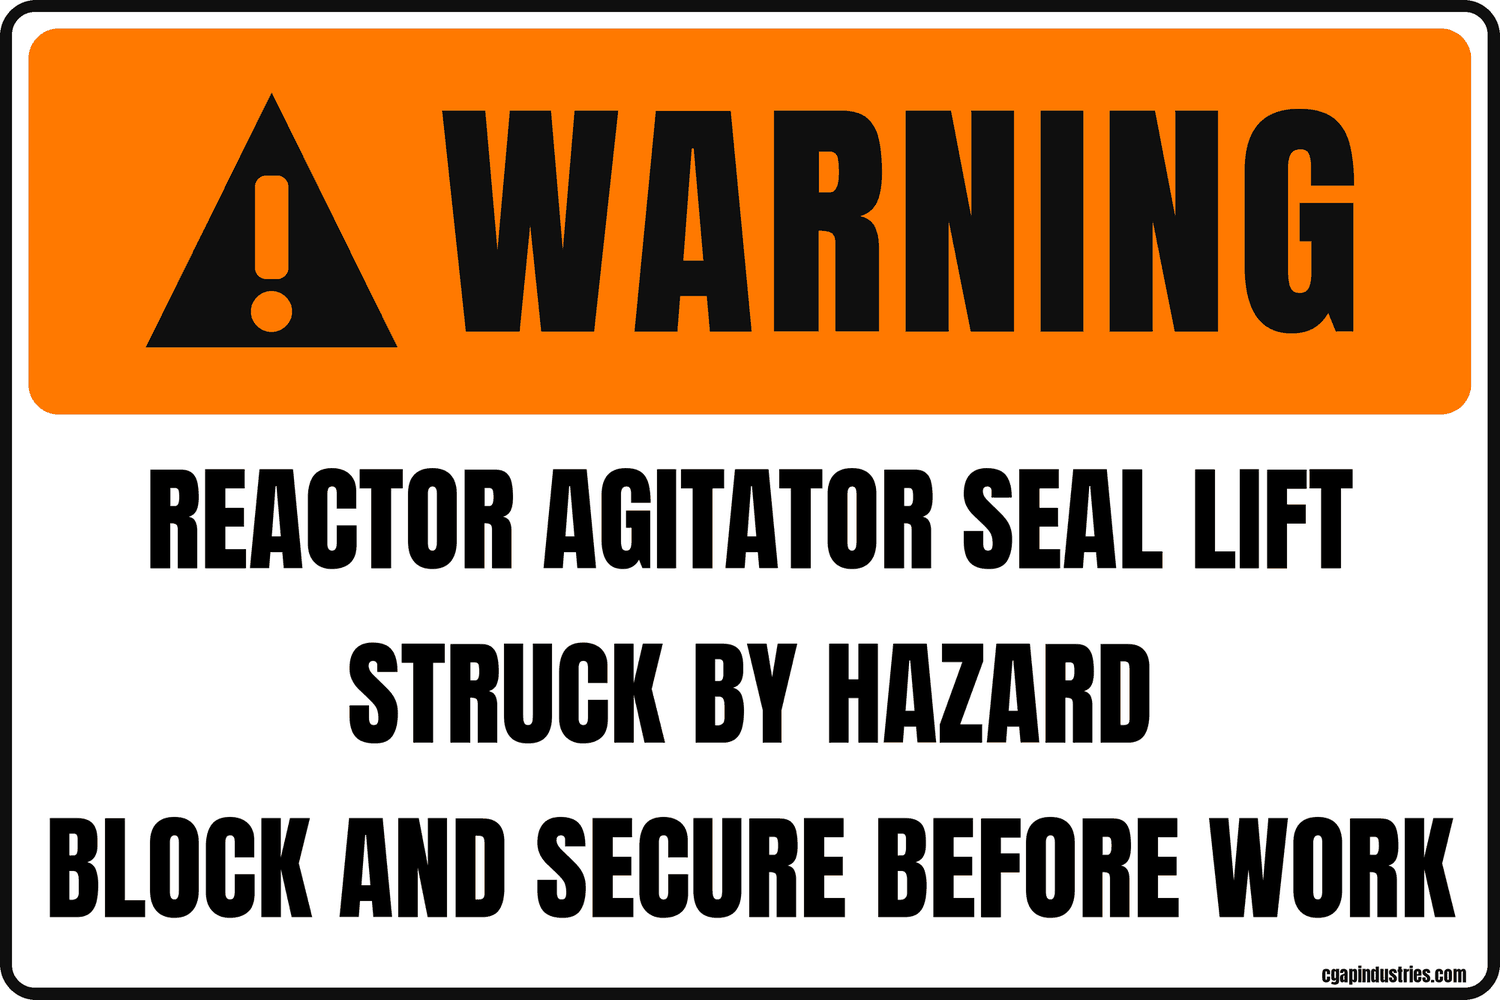 WARNING
REACTOR AGITATOR SEAL LIFT
STRUCK BY HAZARD
BLOCK AND SECURE BEFORE WORK
cgapindustries.com